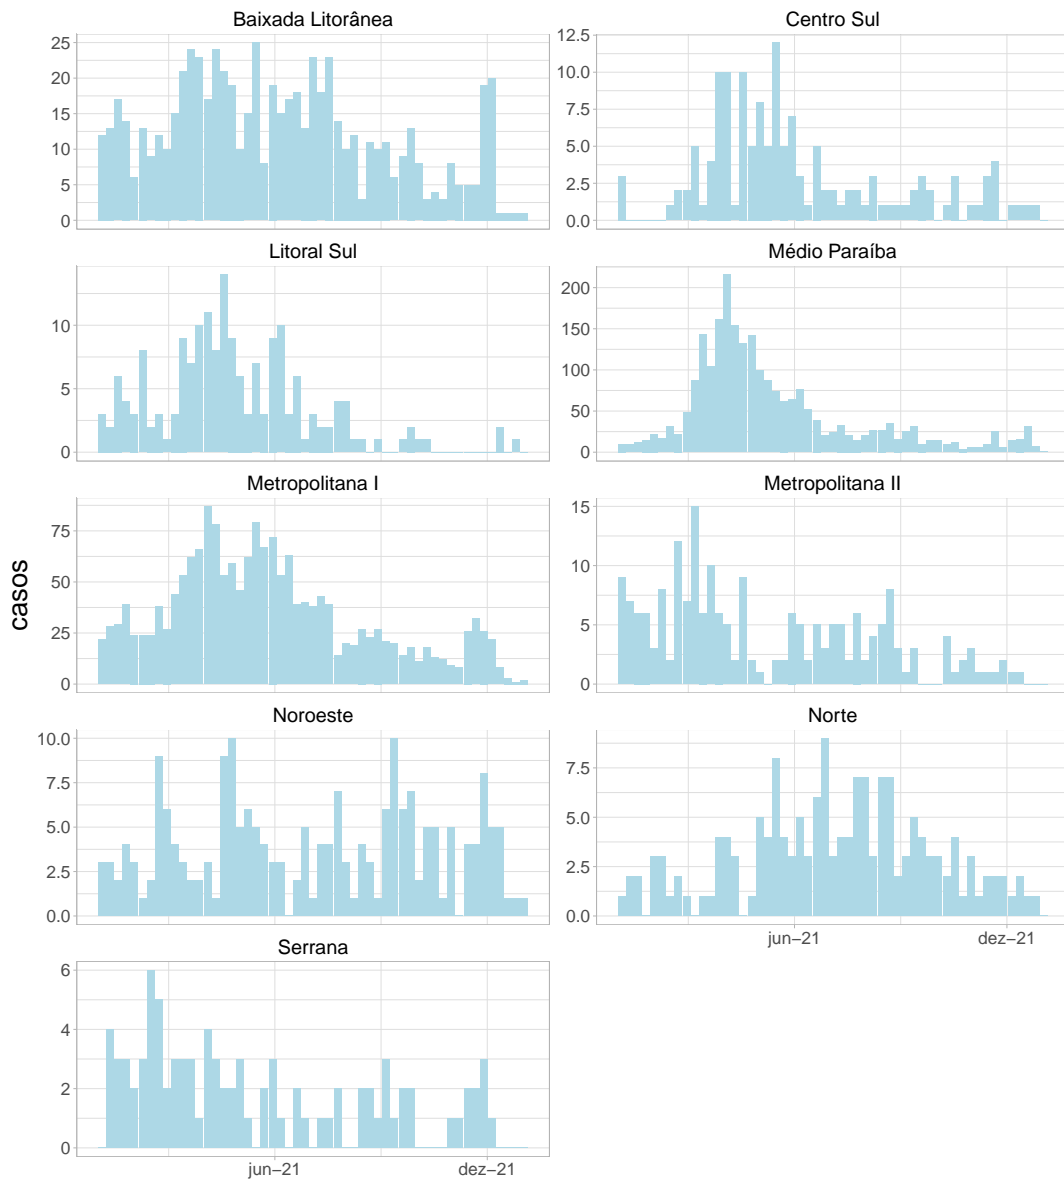 Baixada Litorânea
Centro Sul
25
20
15
10
5
0
12.5
10.0
7.5
5.0
2.5
0.0
Litoral Sul
Médio Paraíba
10
5
0
200
150
100
50
0
Metropolitana I
Metropolitana II
75
50
25
0
15
10
5
0
casos
Noroeste
Norte
10.0
7.5
5.0
2.5
0.0
7.5
5.0
2.5
0.0
jun–21
dez–21
Serrana
6
4
2
0
jun–21
dez–21